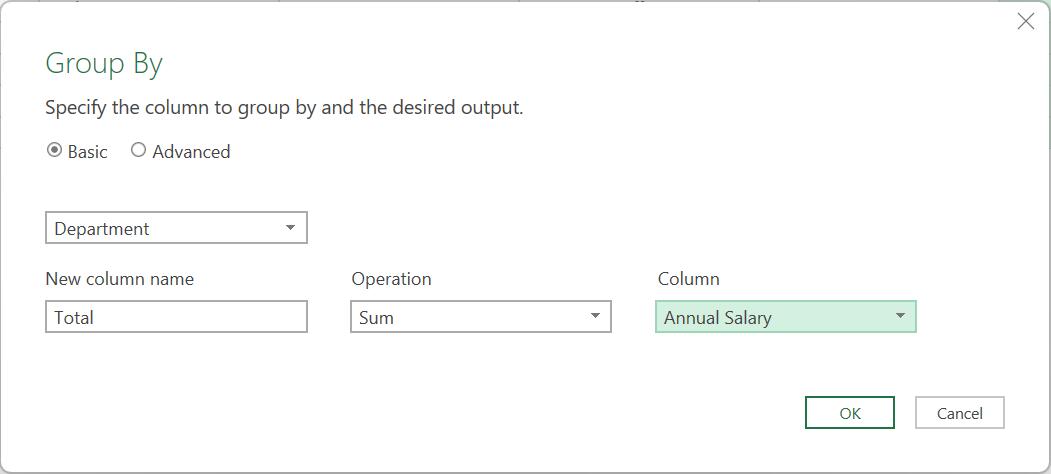 Group By
Specify the column to group by and the desired output.
Basic Advanced
Department
New column name Operation Column
Total Sum Annual Salary
OK Cancel